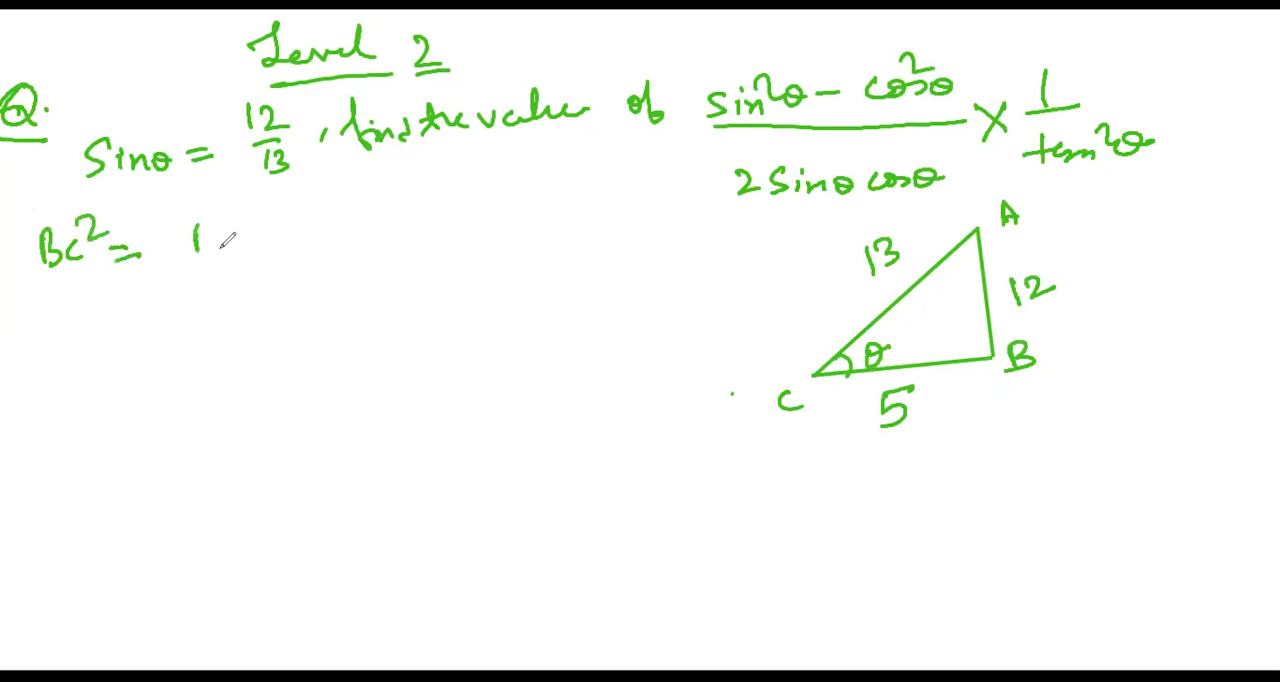 Level 2
Q. Sinθ = 12/13, find the value of (sin²θ - cos²θ)/(2 sinθ cosθ) × 1/tan²θ
BC² = 1
A
13
12
θ
B
C
5